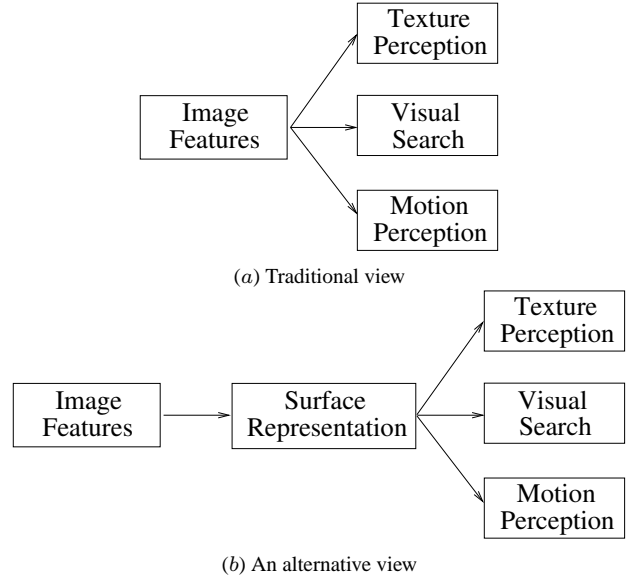 Texture
Perception
Image
Features
Visual
Search
Motion
Perception
(a) Traditional view
Texture
Perception
Image
Features
Surface
Representation
Visual
Search
Motion
Perception
(b) An alternative view